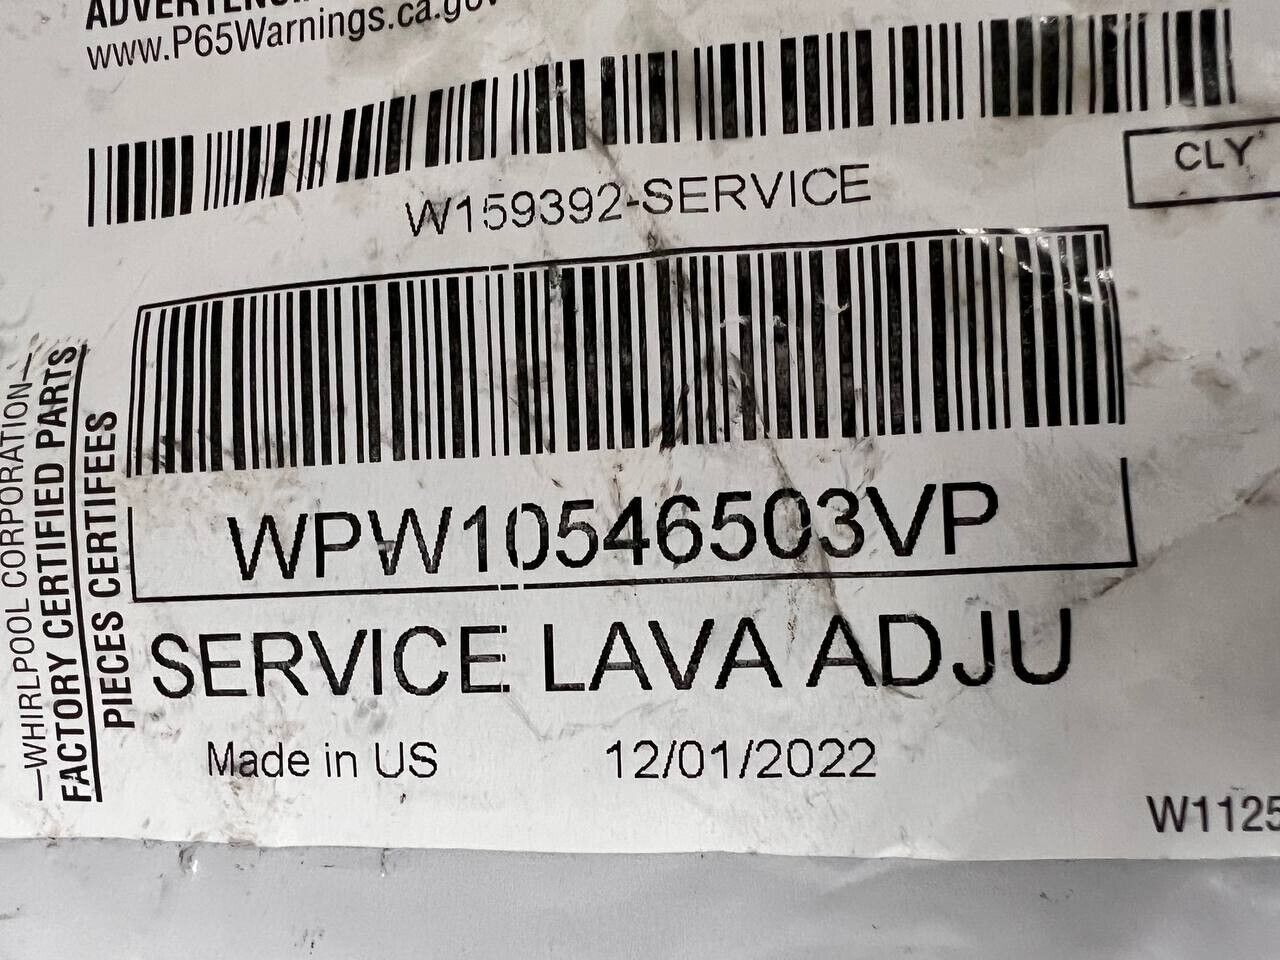 www.P65Warnings.ca.gov
W159392-SERVICE
CLY
WPW10546503VP
SERVICE LAVA ADJU
Made in US 12/01/2022
WHIRLPOOL CORPORATION
FACTORY CERTIFIED PARTS
PIECES CERTIFEES